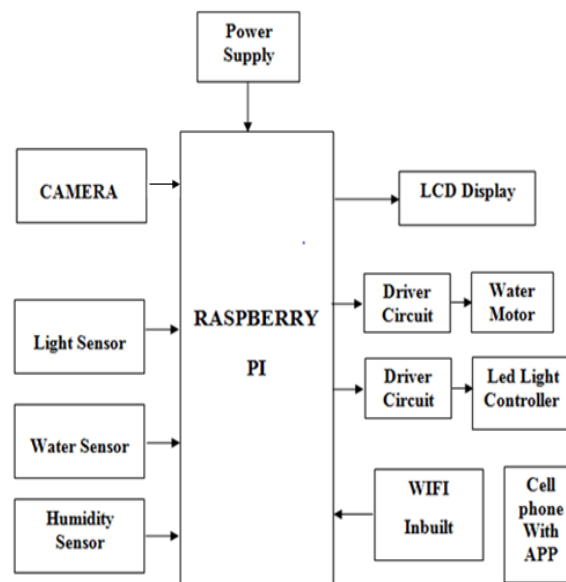 Power
Supply
CAMERA
LCD Display
Driver
Circuit
Water
Motor
Light Sensor
RASPBERRY
PI
Driver
Circuit
Led Light
Controller
Water Sensor
Humidity
Sensor
WIFI
Inbuilt
Cell
phone
With
APP